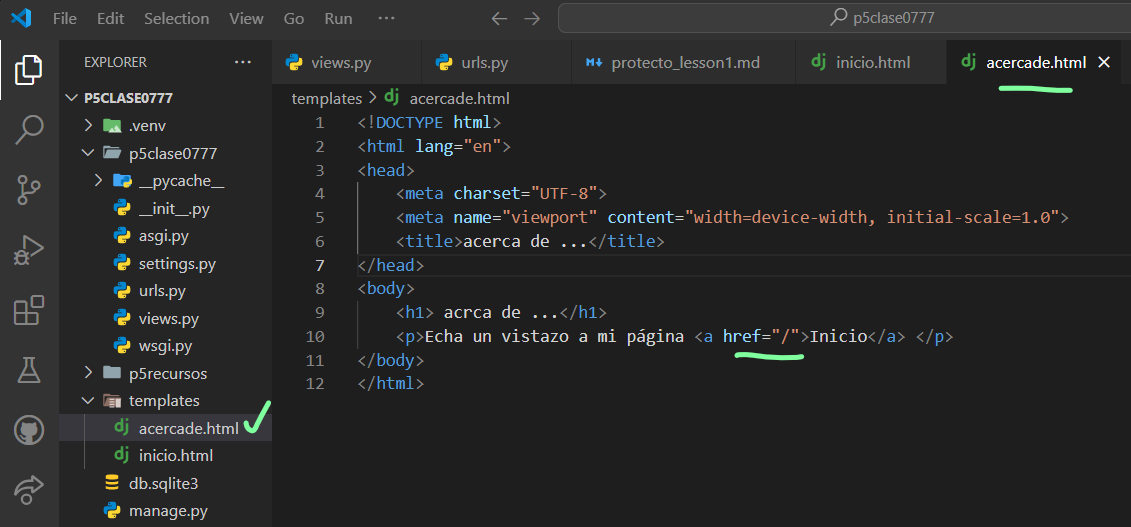 File Edit Selection View Go Run ··· p5clase0777
EXPLORER ···
views.py urls.py protecto_lesson1.md inicio.html acercade.html
P5CLASE0777
.venv
p5clase0777
__pycache__
__init__.py
asgi.py
settings.py
urls.py
views.py
wsgi.py
p5recursos
templates
acercade.html
inicio.html
db.sqlite3
manage.py
templates > acercade.html
1 <!DOCTYPE html>
2 <html lang="en">
3 <head>
4 <meta charset="UTF-8">
5 <meta name="viewport" content="width=device-width, initial-scale=1.0">
6 <title>acerca de ...</title>
7 </head>
8 <body>
9 <h1> acrca de ...</h1>
10 <p>Echa un vistazo a mi página <a href="/">Inicio</a> </p>
11 </body>
12 </html>